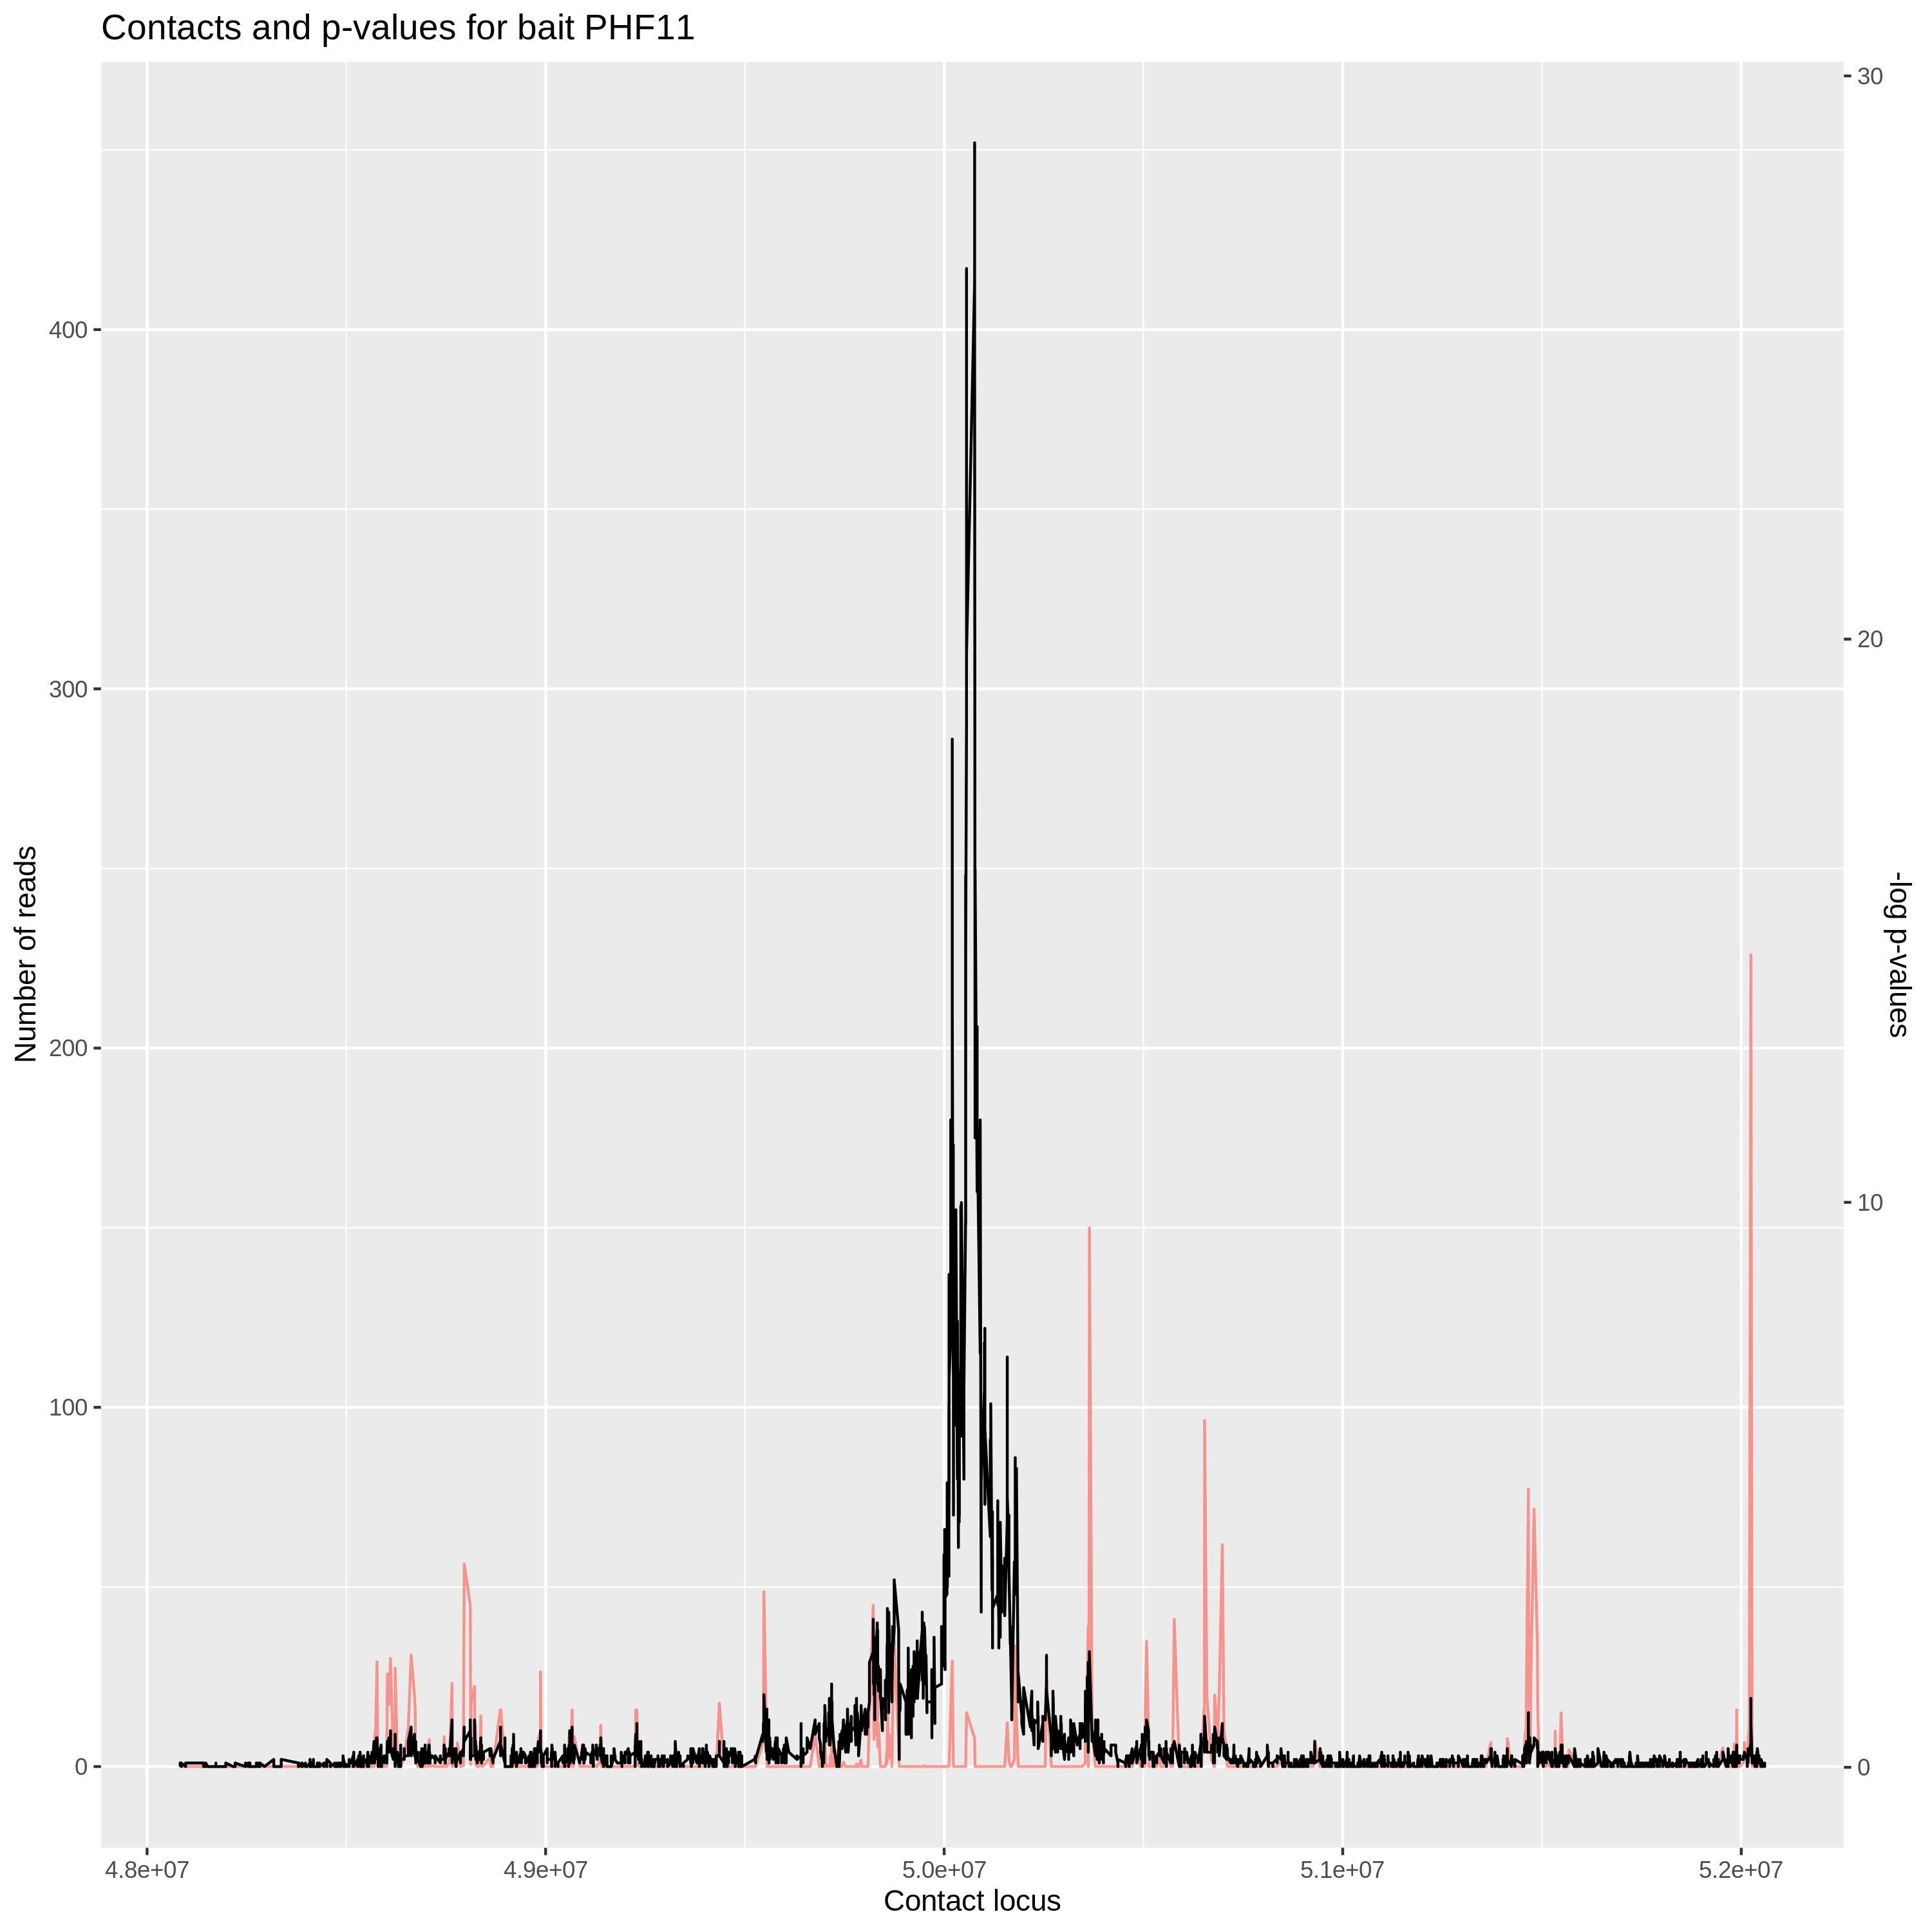 Contacts and p-values for bait PHF11
30
20
10
0
-log p-values
400
300
200
100
0
Number of reads
4.8e+07 4.9e+07 5.0e+07 5.1e+07 5.2e+07
Contact locus